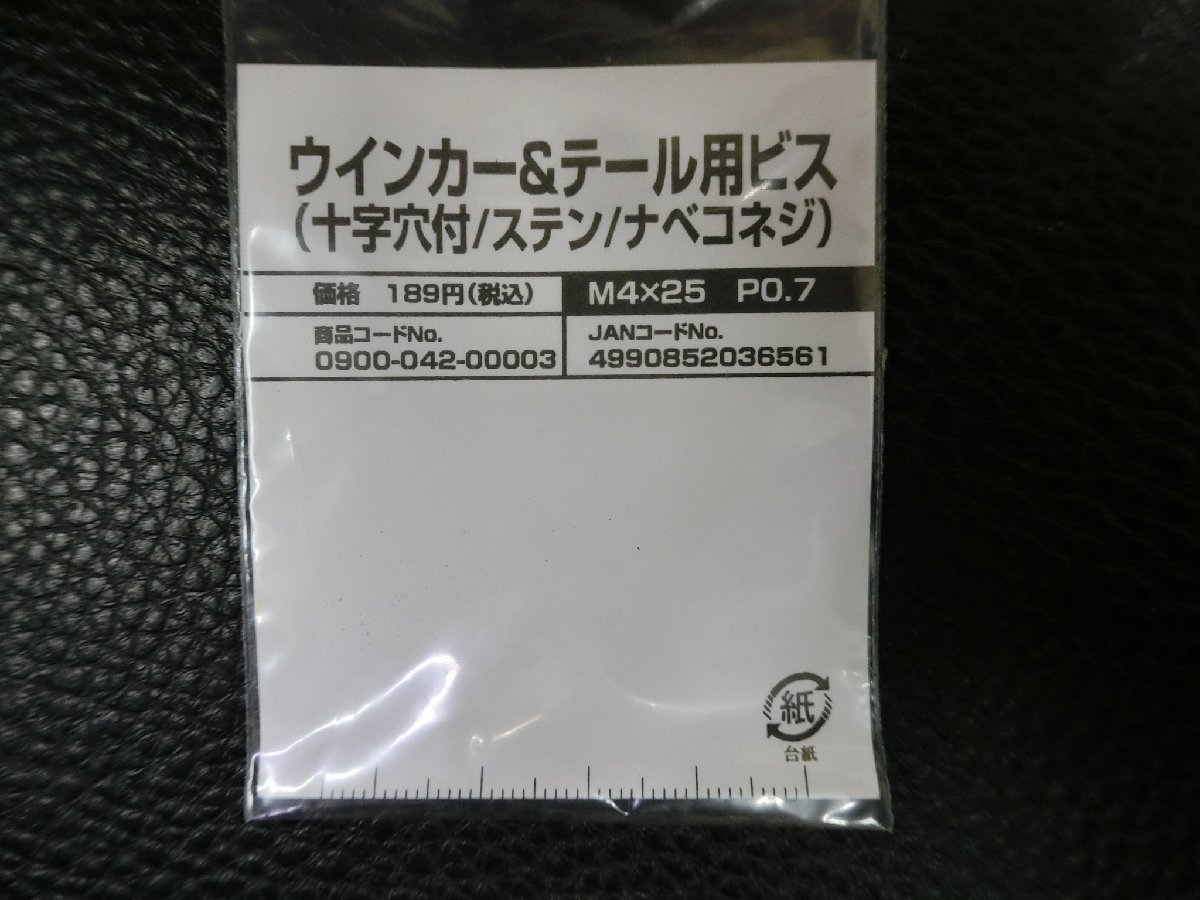 ウインカー&テール用ビス
(十字穴付/ステン/ナベコネジ)
価格 189円(税込) M4×25 P0.7
商品コードNo. JANコードNo.
0900-042-00003 4990852036561
紙
台紙